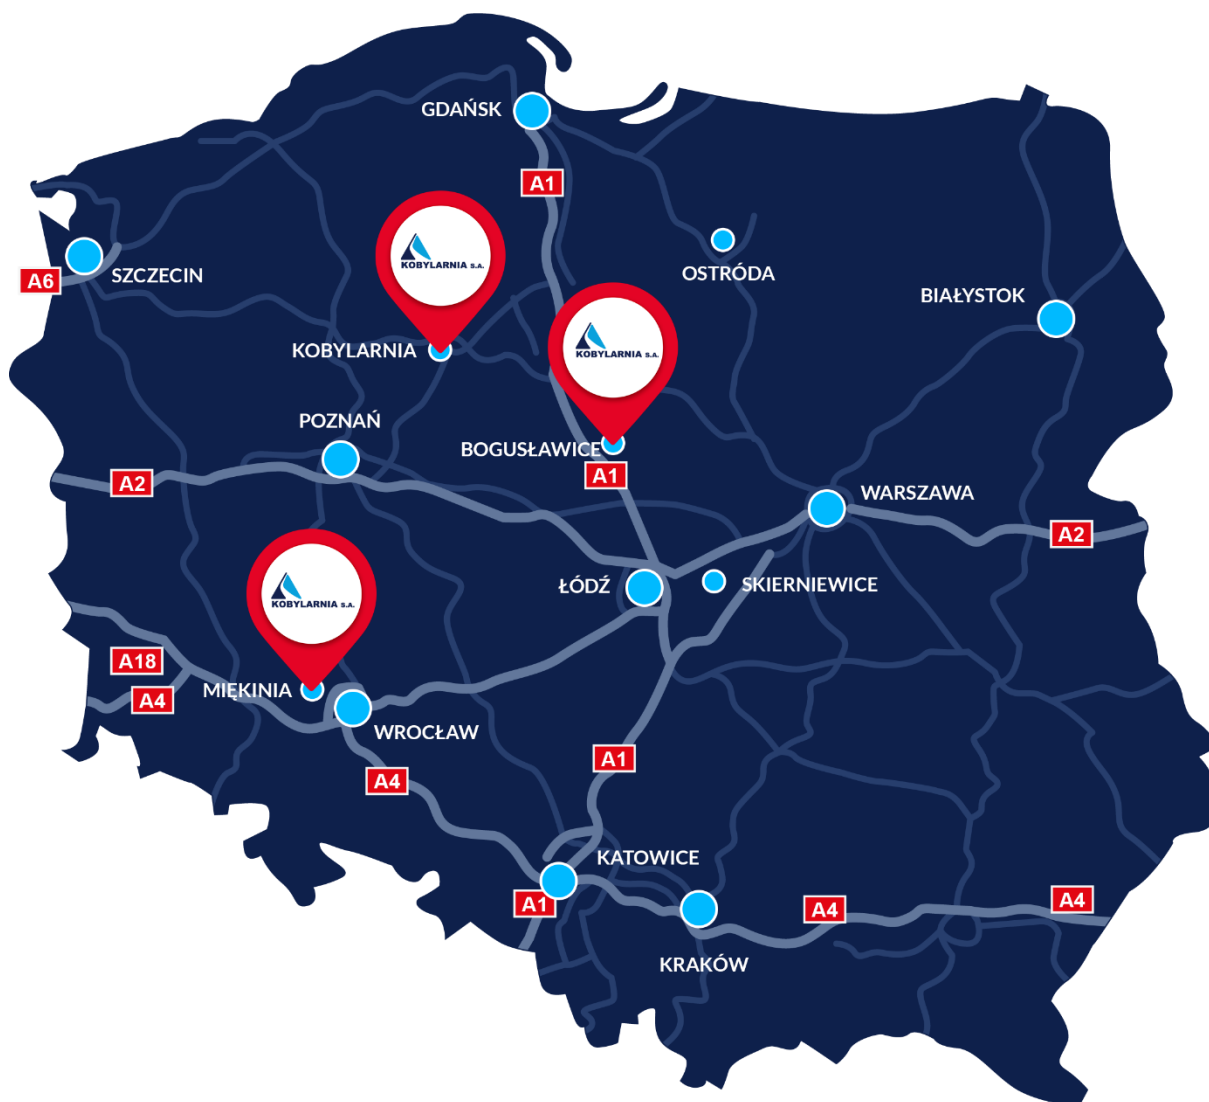 GDAŃSK
A1
KOBYLARNIA S.A.
OSTRÓDA
SZCZECIN
A6
BIAŁYSTOK
KOBYLARNIA S.A.
KOBYLARNIA
POZNAŃ
BOGUSŁAWICE
A1
A2
WARSZAWA
A2
ŁÓDŹ
SKIERNIEWICE
KOBYLARNIA S.A.
A18
MIĘKINIA
A4
WROCŁAW
A1
A4
KATOWICE
A1
A4
A4
KRAKÓW